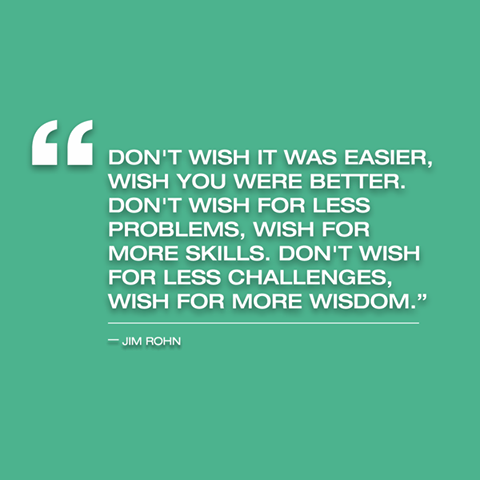 “DON'T WISH IT WAS EASIER,
WISH YOU WERE BETTER.
DON'T WISH FOR LESS
PROBLEMS, WISH FOR
MORE SKILLS. DON'T WISH
FOR LESS CHALLENGES,
WISH FOR MORE WISDOM.”
— JIM ROHN